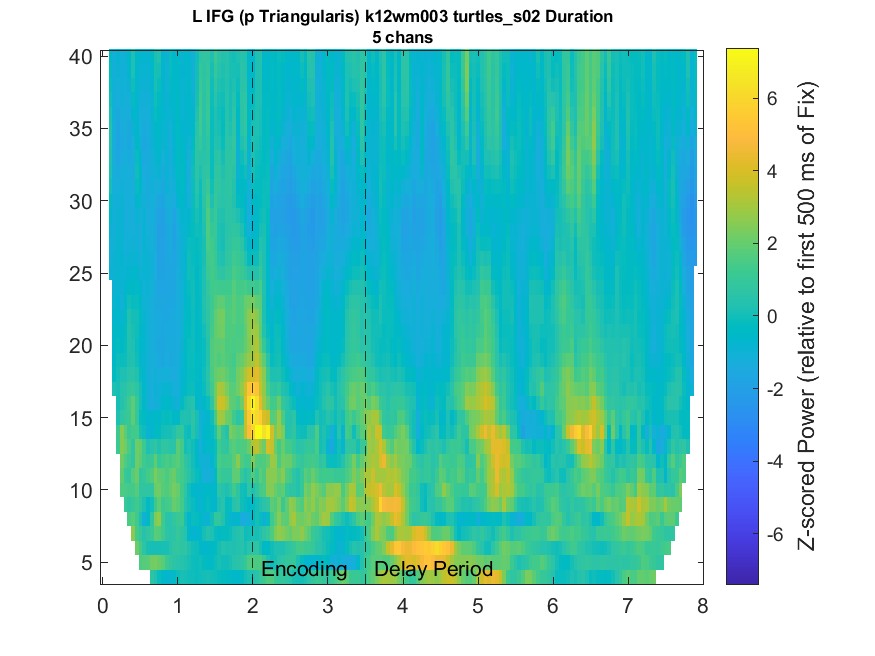 L IFG (p Triangularis) k12wm003 turtles_s02 Duration
5 chans
40
35
30
25
20
15
10
5
Encoding
Delay Period
0 1 2 3 4 5 6 7 8
6
4
2
0
-2
-4
-6
Z-scored Power (relative to first 500 ms of Fix)